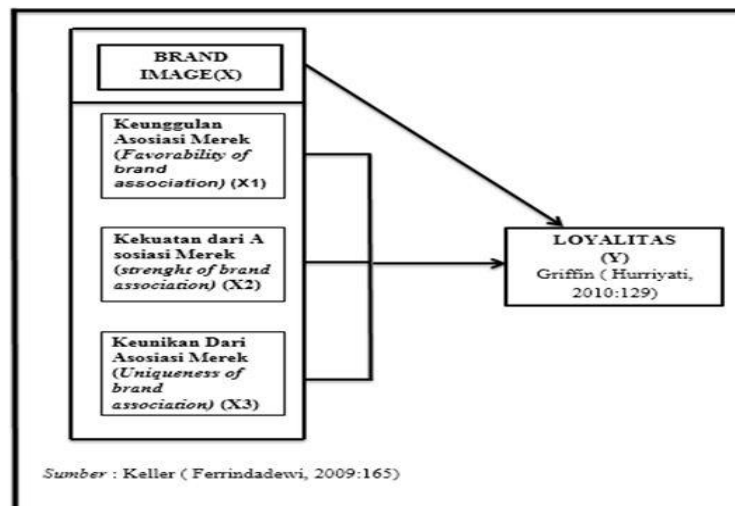 BRAND
IMAGE(X)
Keunggulan
Asosiasi Merek
(Favorability of
brand
association) (X1)
Kekuatan dari A
sosiasi Merek
(strenght of brand
association) (X2)
Keunikan Dari
Asosiasi Merek
(Uniqueness of
brand
association) (X3)
LOYALITAS
(Y)
Griffin ( Hurriyati,
2010:129)
Sumber : Keller ( Ferrindadewi, 2009:165)